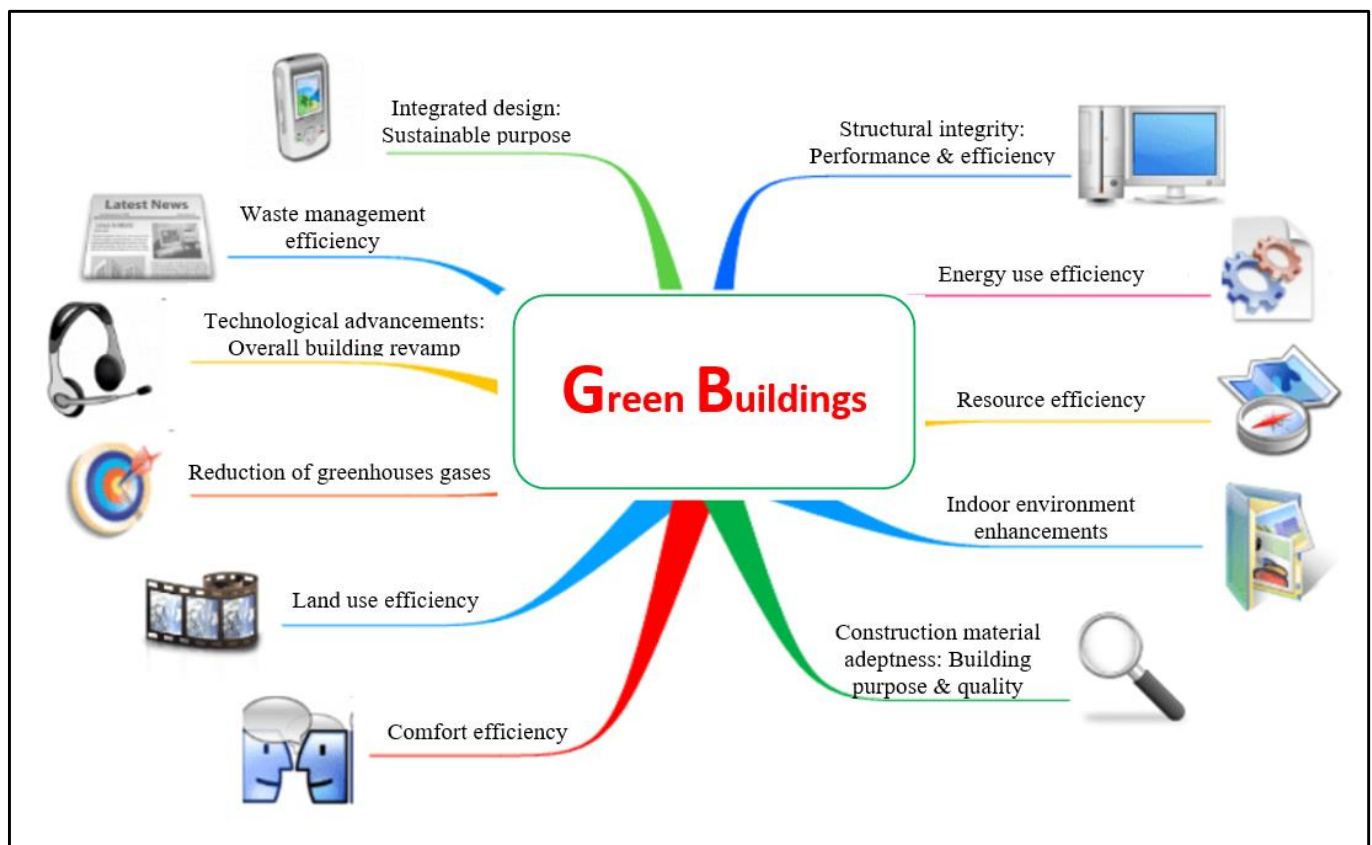 Integrated design:
Sustainable purpose
Structural integrity:
Performance & efficiency
Latest News
Waste management
efficiency
Energy use efficiency
Technological advancements:
Overall building revamp
Green Buildings
Resource efficiency
Reduction of greenhouses gases
Indoor environment
enhancements
Land use efficiency
Construction material
adeptness: Building
purpose & quality
Comfort efficiency